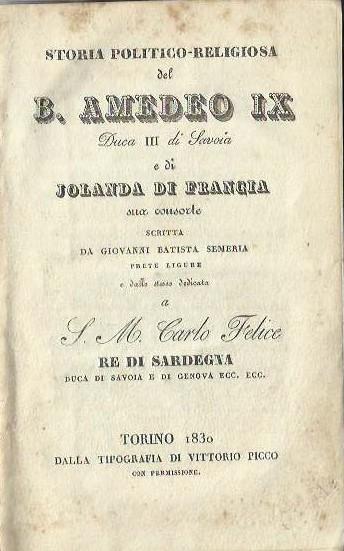 STORIA POLITICO-RELIGIOSA
del
B. AMEDEO IX
Duca III di Savoia
e di
JOLANDA DI FRANCIA
sua consorte
SCRITTA
DA GIOVANNI BATISTA SEMERIA
PRETE LIGURE
e dallo stesso dedicata
a
S. M. Carlo Felice
RE DI SARDEGNA
DUCA DI SAVOIA E DI GENOVA ECC. ECC.
TORINO 1830
DALLA TIPOGRAFIA DI VITTORIO PICCO
CON PERMISSIONE.